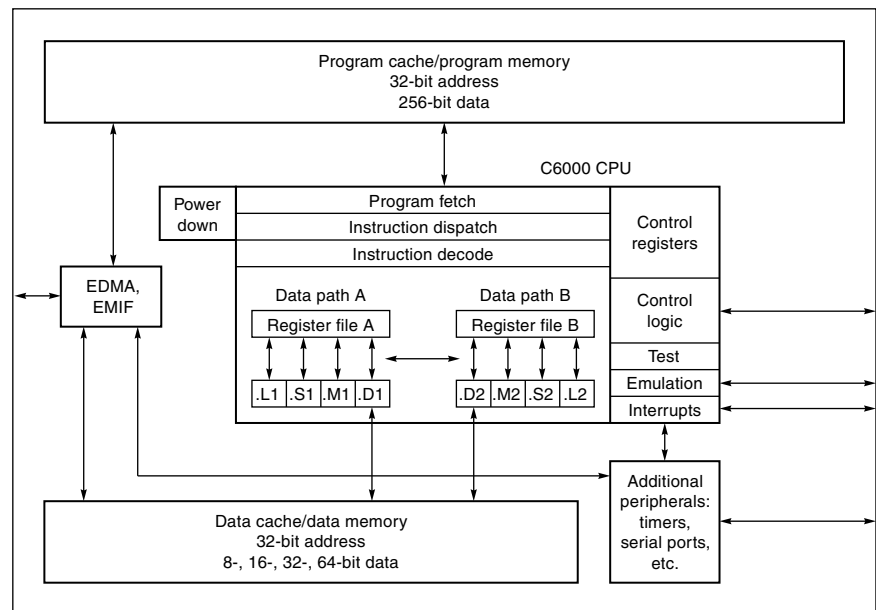 Program cache/program memory
32-bit address
256-bit data
C6000 CPU
Power
down
Program fetch
Instruction dispatch
Instruction decode
Control
registers
EDMA,
EMIF
Data path A
Data path B
Register file A
Register file B
Control
logic
Test
Emulation
Interrupts
.L1 .S1 .M1 .D1
.D2 .M2 .S2 .L2
Data cache/data memory
32-bit address
8-, 16-, 32-, 64-bit data
Additional
peripherals:
timers,
serial ports,
etc.